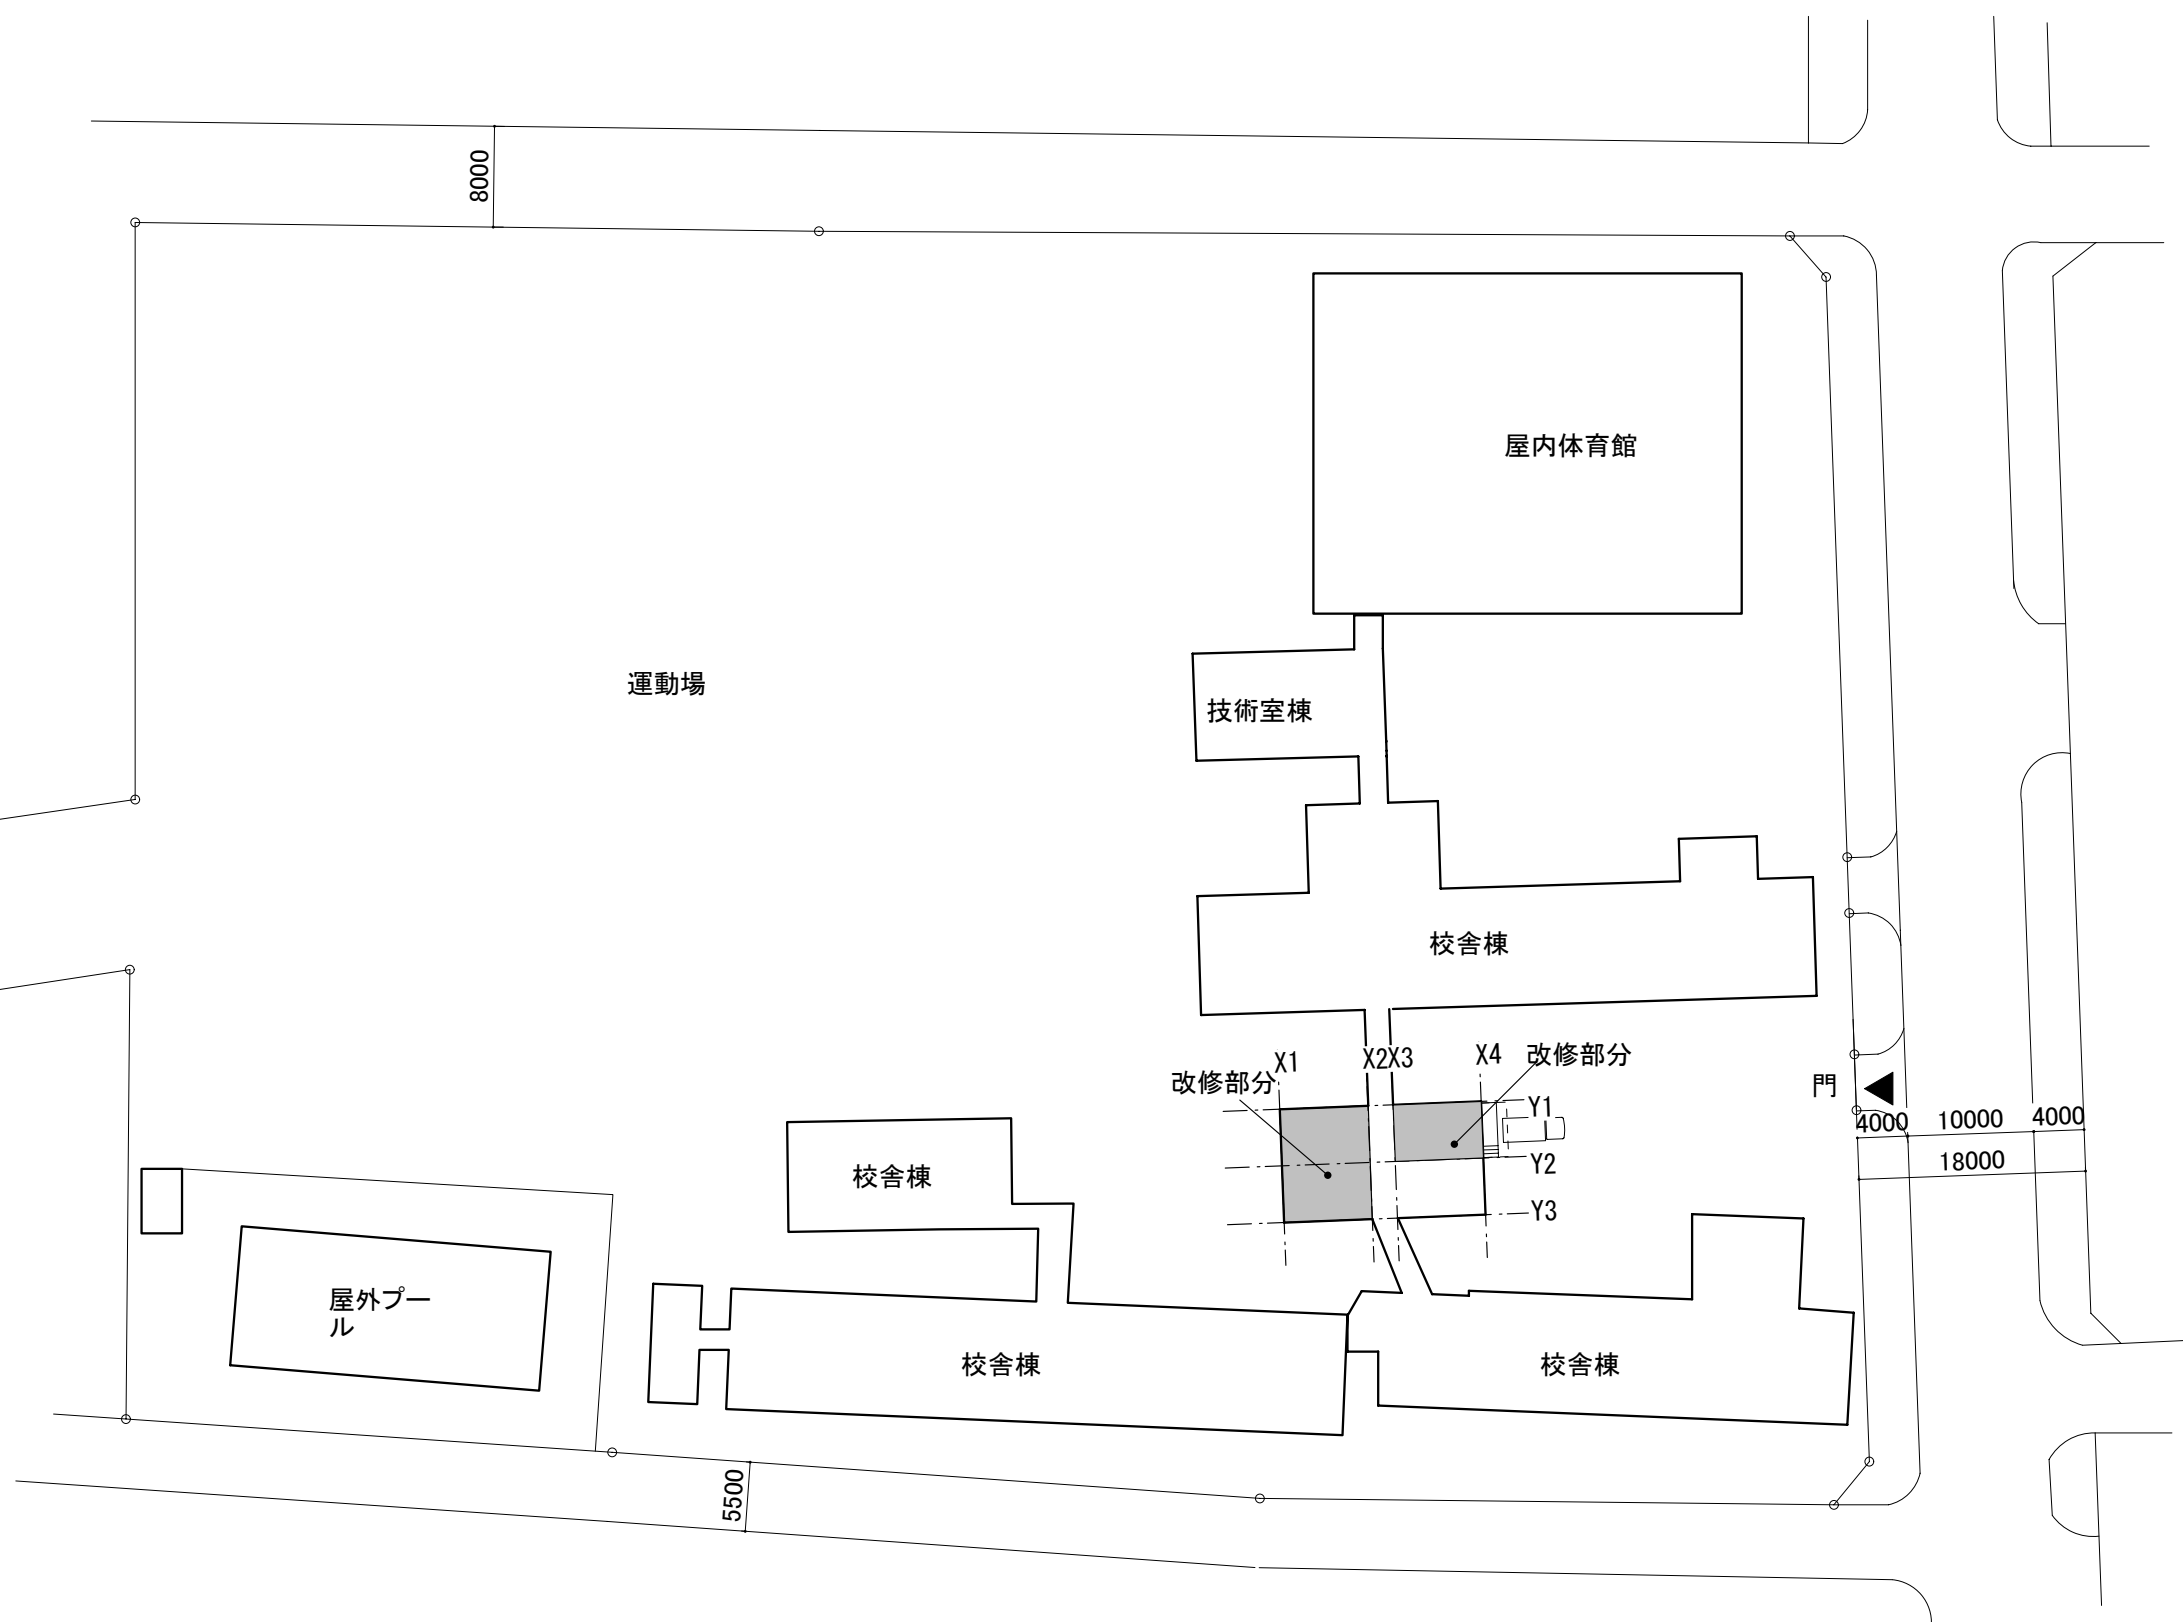 8000
屋内体育館
運動場
技術室棟
校舎棟
X1
X2X3
X4
改修部分
改修部分
門
Y1
4000
10000
4000
Y2
18000
校舎棟
Y3
屋外プー
ル
校舎棟
校舎棟
5500